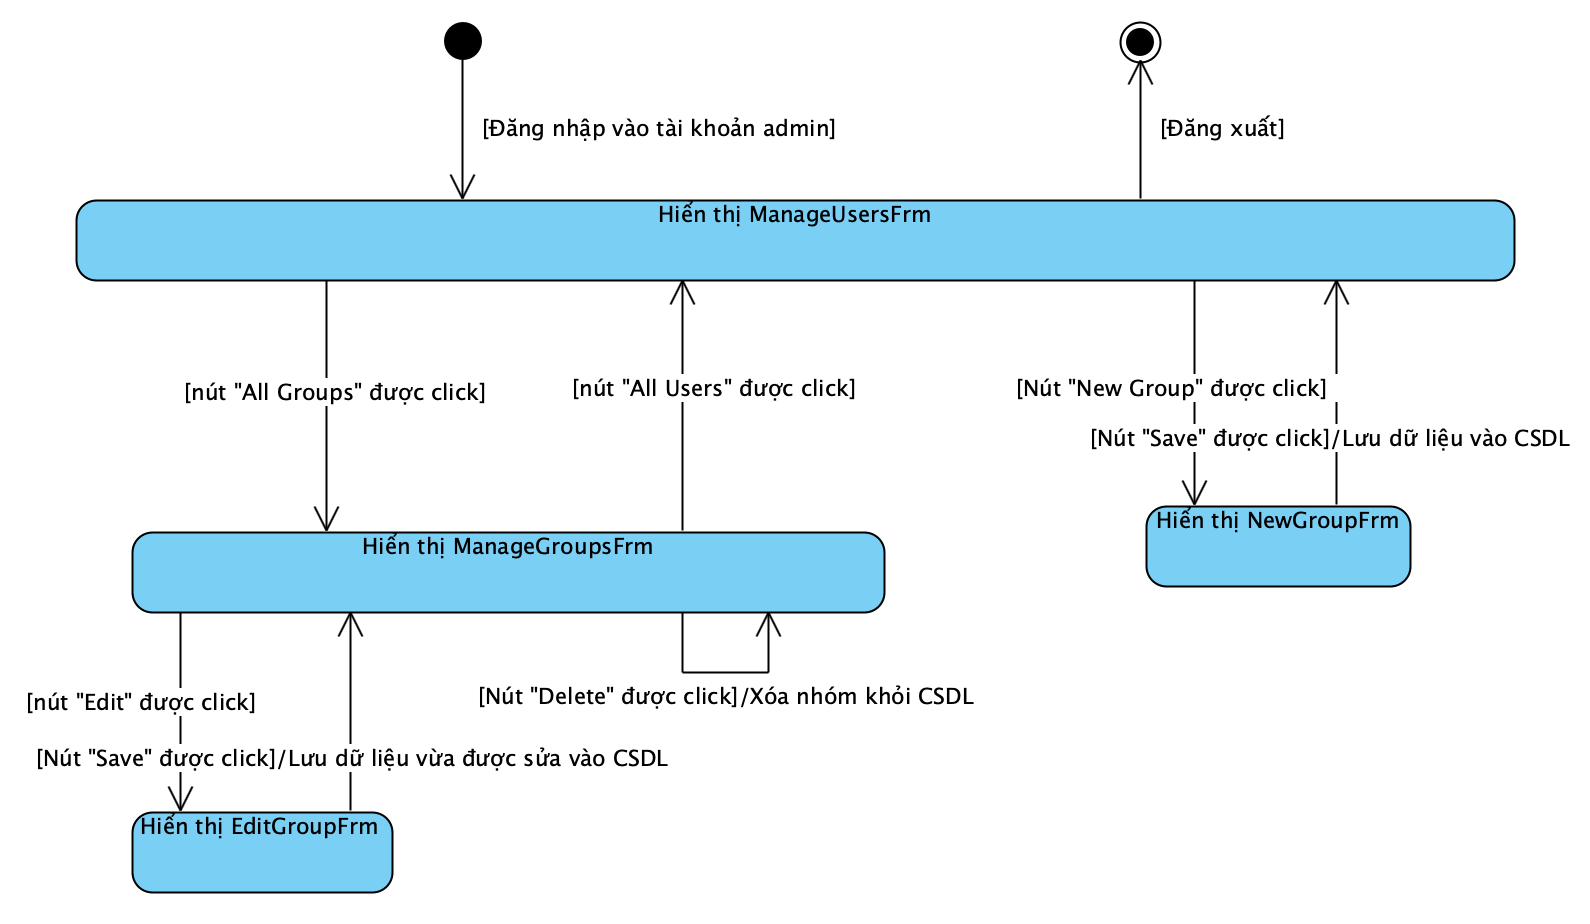 [Đăng nhập vào tài khoản admin]
[Đăng xuất]
Hiển thị ManageUsersFrm
[nút "All Groups" được click]
[nút "All Users" được click]
[Nút "New Group" được click]
[Nút "Save" được click]/Lưu dữ liệu vào CSDL
Hiển thị NewGroupFrm
Hiển thị ManageGroupsFrm
[nút "Edit" được click]
[Nút "Delete" được click]/Xóa nhóm khỏi CSDL
[Nút "Save" được click]/Lưu dữ liệu vừa được sửa vào CSDL
Hiển thị EditGroupFrm